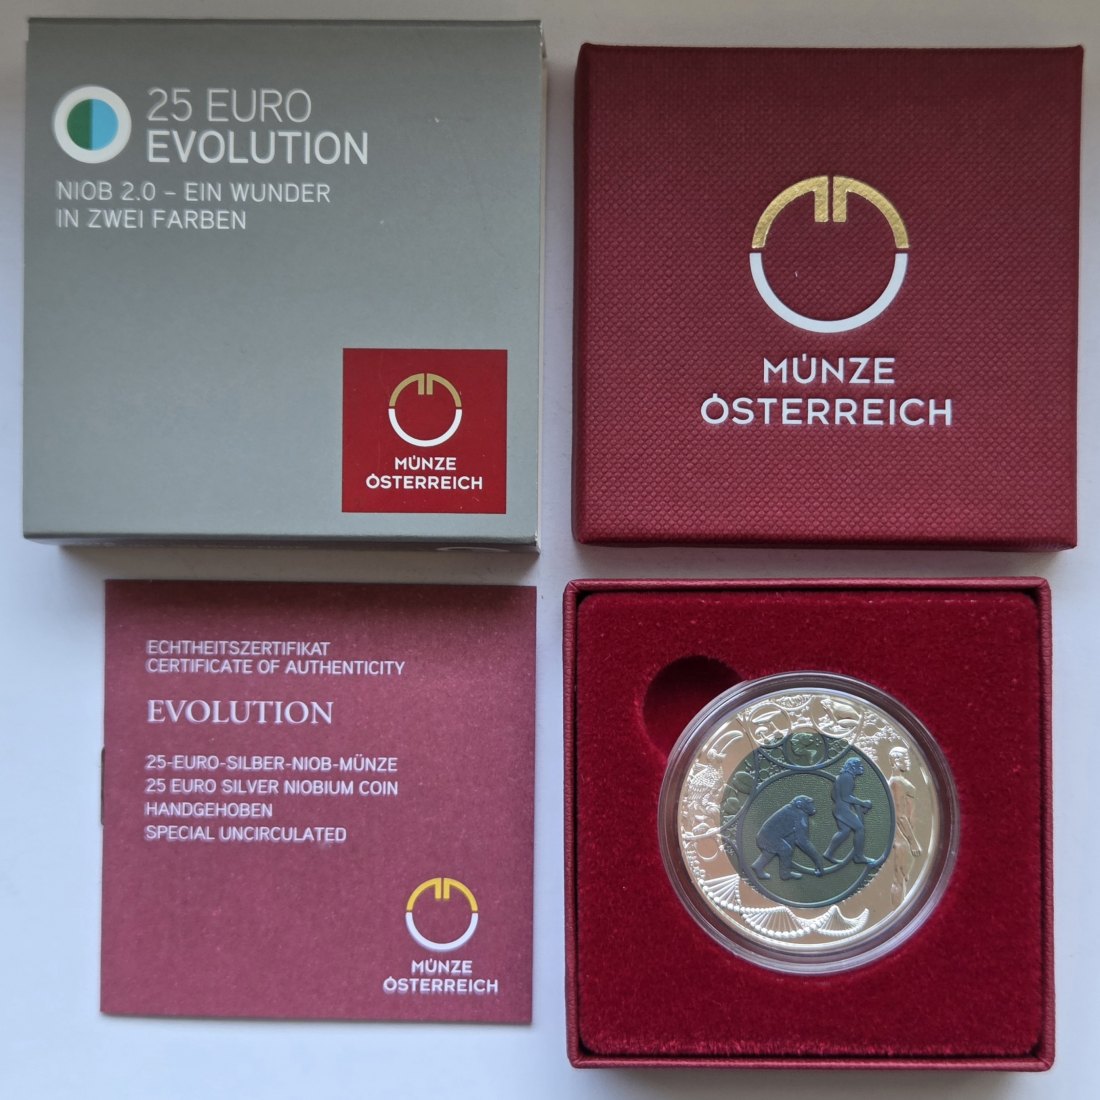 25 EURO
EVOLUTION
NIOB 2.0 – EIN WUNDER
IN ZWEI FARBEN
MÜNZE
ÖSTERREICH
MÜNZE
ÖSTERREICH
ECHTHEITSZERTIFIKAT
CERTIFICATE OF AUTHENTICITY
EVOLUTION
25-EURO-SILBER-NIOB-MÜNZE
25 EURO SILVER NIOBIUM COIN
HANDGEHOBEN
SPECIAL UNCIRCULATED
MÜNZE
ÖSTERREICH